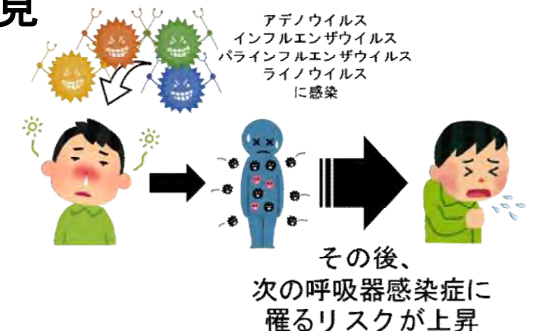 見
アデノウイルス
インフルエンザウイルス
パラインフルエンザウイルス
ライノウイルス
に感染
その後、
次の呼吸器感染症に
罹るリスクが上昇